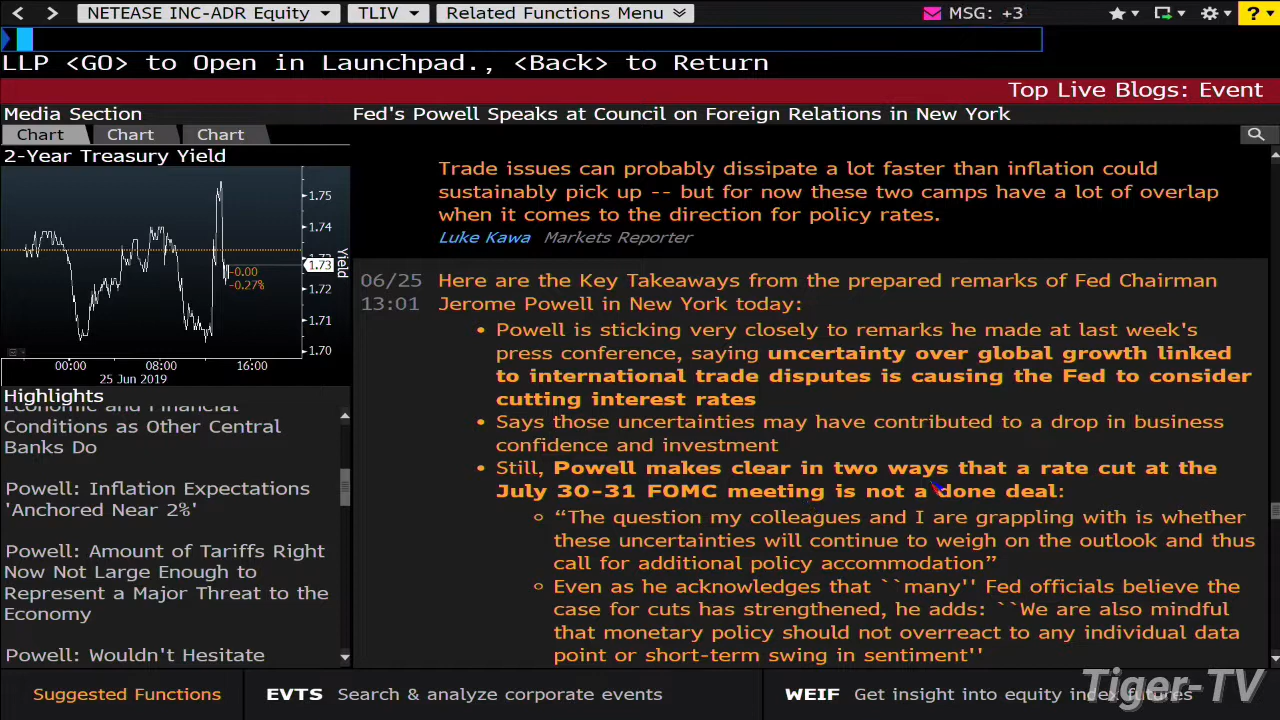 NETEASE INC-ADR Equity
TLIV
Related Functions Menu
MSG: +3
?
LLP <GO> to Open in Launchpad., <Back> to Return
Top Live Blogs: Event
Media Section
Fed's Powell Speaks at Council on Foreign Relations in New York
Chart
Chart
Chart
2-Year Treasury Yield
1.75
1.74
1.73
1.73
1.72
1.71
1.70
Yield
-0.00
-0.27%
00:00
08:00
16:00
25 Jun 2019
Highlights
Economic and Financial
Conditions as Other Central
Banks Do
Powell: Inflation Expectations
'Anchored Near 2%'
Powell: Amount of Tariffs Right
Now Not Large Enough to
Represent a Major Threat to the
Economy
Powell: Wouldn't Hesitate
Trade issues can probably dissipate a lot faster than inflation could
sustainably pick up -- but for now these two camps have a lot of overlap
when it comes to the direction for policy rates.
Luke Kawa Markets Reporter
06/25
13:01
Here are the Key Takeaways from the prepared remarks of Fed Chairman
Jerome Powell in New York today:
• Powell is sticking very closely to remarks he made at last week's
press conference, saying uncertainty over global growth linked
to international trade disputes is causing the Fed to consider
cutting interest rates
• Says those uncertainties may have contributed to a drop in business
confidence and investment
• Still, Powell makes clear in two ways that a rate cut at the
July 30-31 FOMC meeting is not a done deal:
○ “The question my colleagues and I are grappling with is whether
these uncertainties will continue to weigh on the outlook and thus
call for additional policy accommodation”
○ Even as he acknowledges that ``many'' Fed officials believe the
case for cuts has strengthened, he adds: ``We are also mindful
that monetary policy should not overreact to any individual data
point or short-term swing in sentiment''
Suggested Functions
EVTS Search & analyze corporate events
WEIF Get insight into equity index futures
Tiger-TV